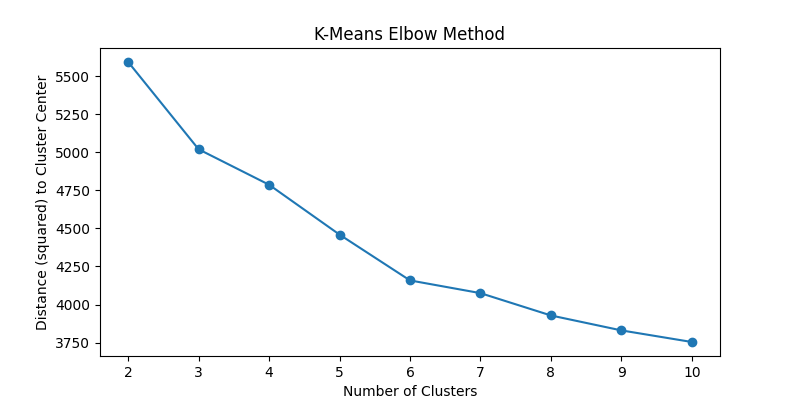 K-Means Elbow Method
Distance (squared) to Cluster Center
5500
5250
5000
4750
4500
4250
4000
3750
2 3 4 5 6 7 8 9 10
Number of Clusters